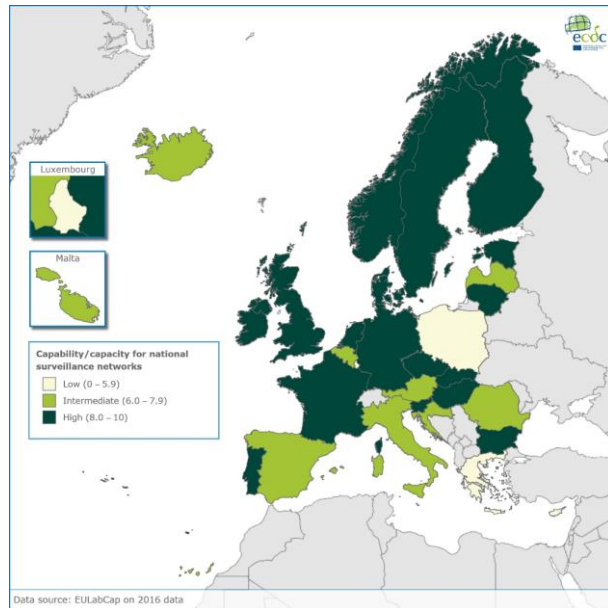 ecdc
Luxembourg
Malta
Capability/capacity for national
surveillance networks
Low (0 – 5.9)
Intermediate (6.0 – 7.9)
High (8.0 – 10)
Data source: EULabCap on 2016 data